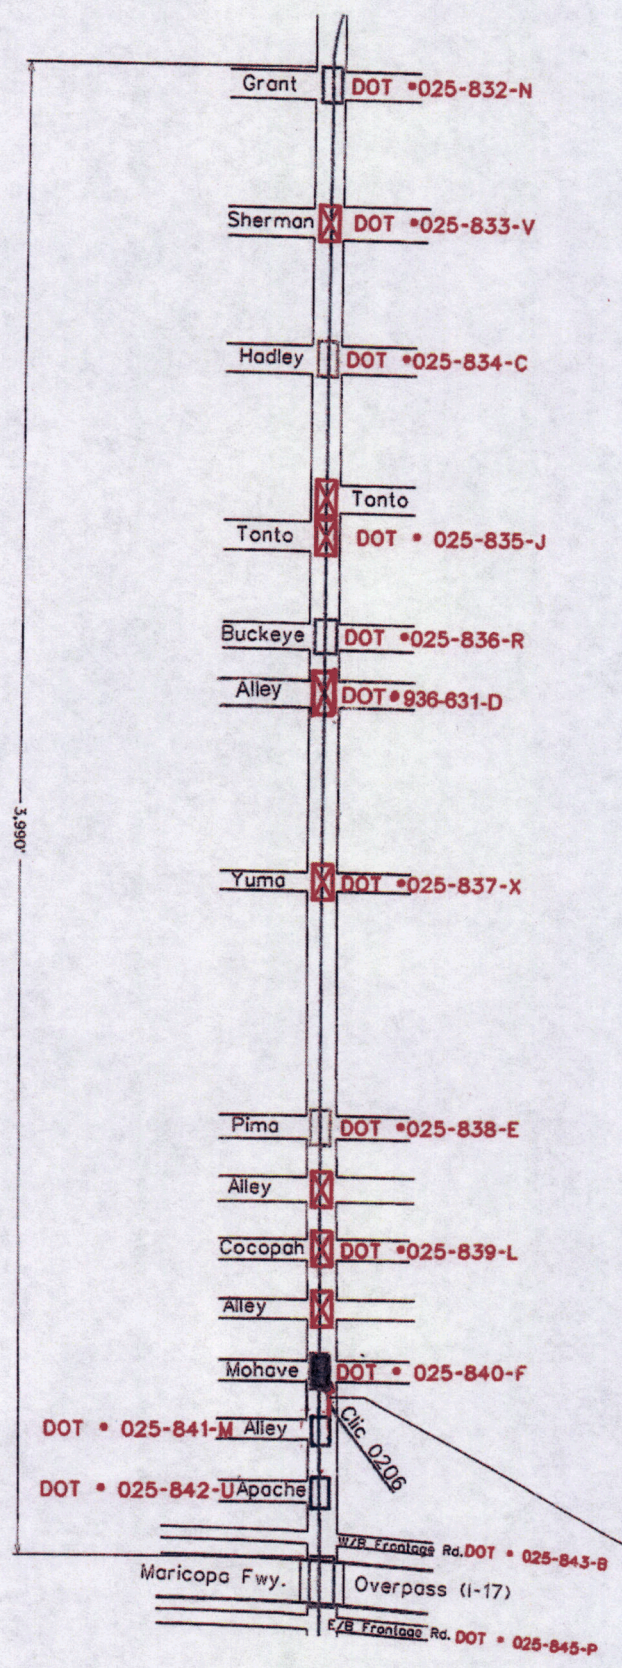 Grant DOT •025-832-N
Sherman DOT •025-833-V
Hadley DOT •025-834-C
Tonto
Tonto DOT • 025-835-J
Buckeye DOT •025-836-R
Alley DOT•936-631-D
3,990'
Yuma DOT •025-837-X
Pima DOT •025-838-E
Alley
Cocopah DOT •025-839-L
Alley
Mohave DOT • 025-840-F
Clic 0206
DOT • 025-841-M Alley
DOT • 025-842-U Apache
W/B Frontage Rd. DOT • 025-843-B
Maricopa Fwy. Overpass (I-17)
E/B Frontage Rd. DOT • 025-845-P